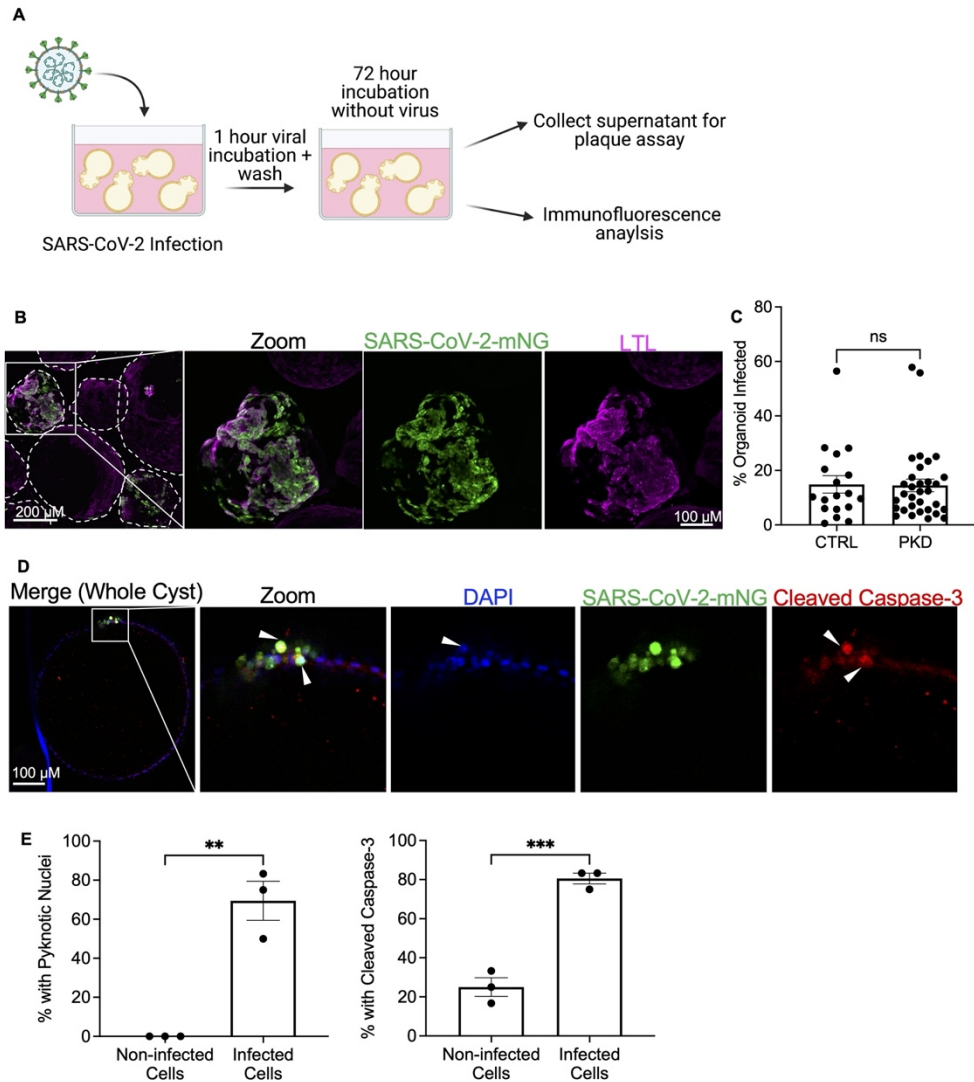 A
72 hour
incubation
without virus
1 hour viral
incubation +
wash
Collect supernatant for
plaque assay
Immunofluorescence
anaylsis
SARS-CoV-2 Infection
B
Zoom
SARS-CoV-2-mNG
LTL
200 µM
100 µM
C
% Organoid Infected
80
60
40
20
0
ns
CTRL
PKD
D
Merge (Whole Cyst)
Zoom
DAPI
SARS-CoV-2-mNG
Cleaved Caspase-3
100 µM
E
% with Pyknotic Nuclei
100
80
60
40
20
0
**
Non-infected
Cells
Infected
Cells
% with Cleaved Caspase-3
100
80
60
40
20
0
***
Non-infected
Cells
Infected
Cells